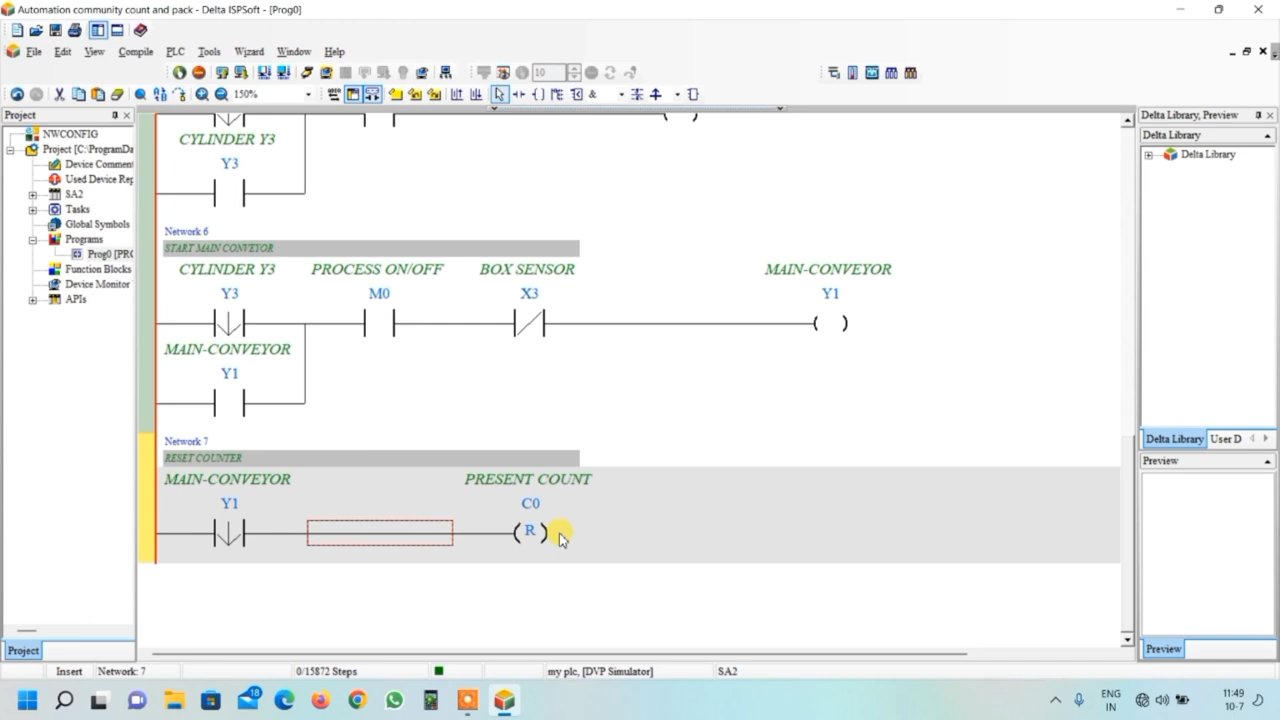 Automation community count and pack - Delta ISPSoft - [Prog0]
File Edit View Compile PLC Tools Wizard Window Help
10
150%
&
Project
NWCONFIG
Project [C:\ProgramDa
Device Commen
Used Device Rep
SA2
Tasks
Global Symbols
Programs
Prog0 [PRC
Function Blocks
Device Monitor
APIs
Project
CYLINDER Y3
Y3
Network 6
START MAIN CONVEYOR
CYLINDER Y3 PROCESS ON/OFF BOX SENSOR MAIN-CONVEYOR
Y3 M0 X3 Y1
MAIN-CONVEYOR
Y1
Network 7
RESET COUNTER
MAIN-CONVEYOR PRESENT COUNT
Y1 C0
R
Delta Library, Preview
Delta Library
Delta Library
Delta Library User D
Preview
Preview
Insert Network: 7 0/15872 Steps my plc, [DVP Simulator] SA2
18
ENG
IN
11:49
10-7